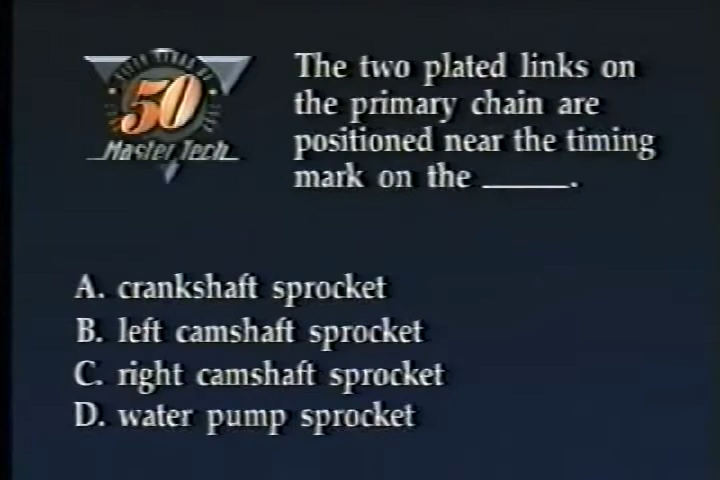 50
Master Tech
The two plated links on
the primary chain are
positioned near the timing
mark on the _____.
A. crankshaft sprocket
B. left camshaft sprocket
C. right camshaft sprocket
D. water pump sprocket